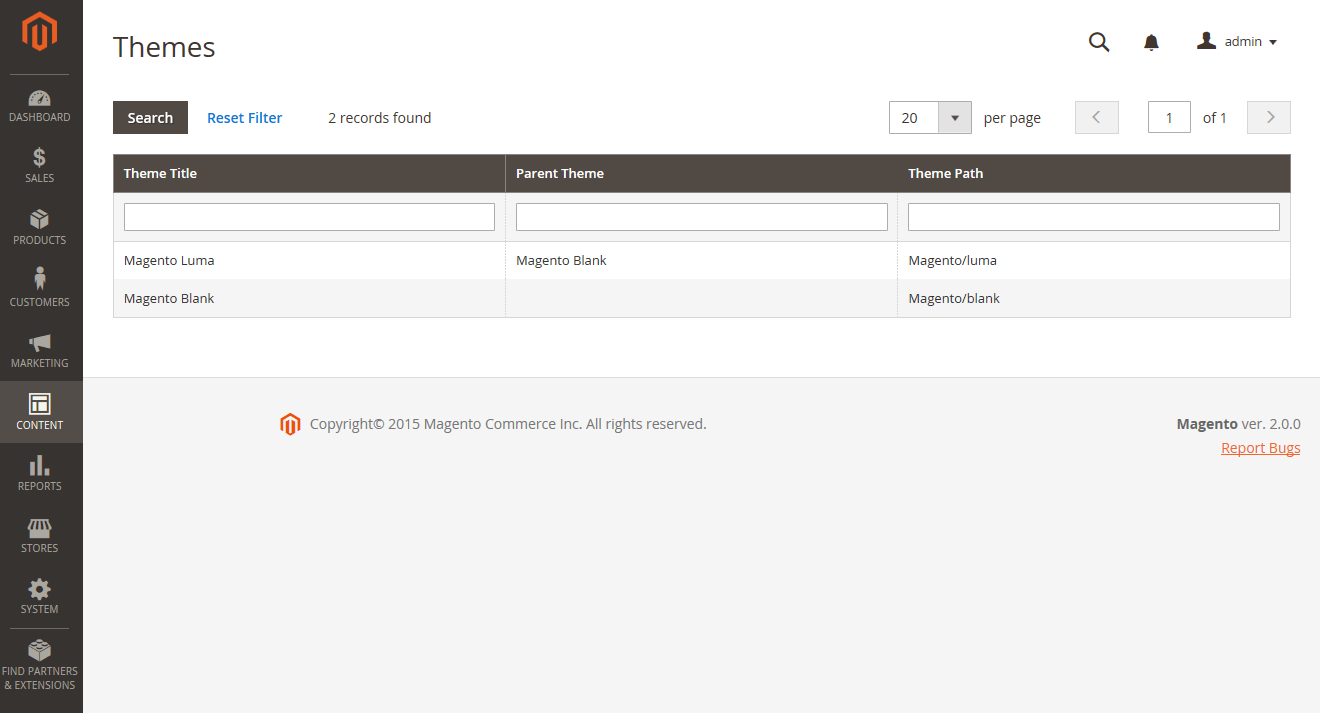 Themes
admin
Search
Reset Filter
2 records found
20
per page
1
of 1
Theme Title
Parent Theme
Theme Path
Magento Luma
Magento Blank
Magento/luma
Magento Blank
Magento/blank
DASHBOARD
$
SALES
PRODUCTS
CUSTOMERS
MARKETING
CONTENT
REPORTS
STORES
SYSTEM
FIND PARTNERS
& EXTENSIONS
Copyright© 2015 Magento Commerce Inc. All rights reserved.
Magento ver. 2.0.0
Report Bugs